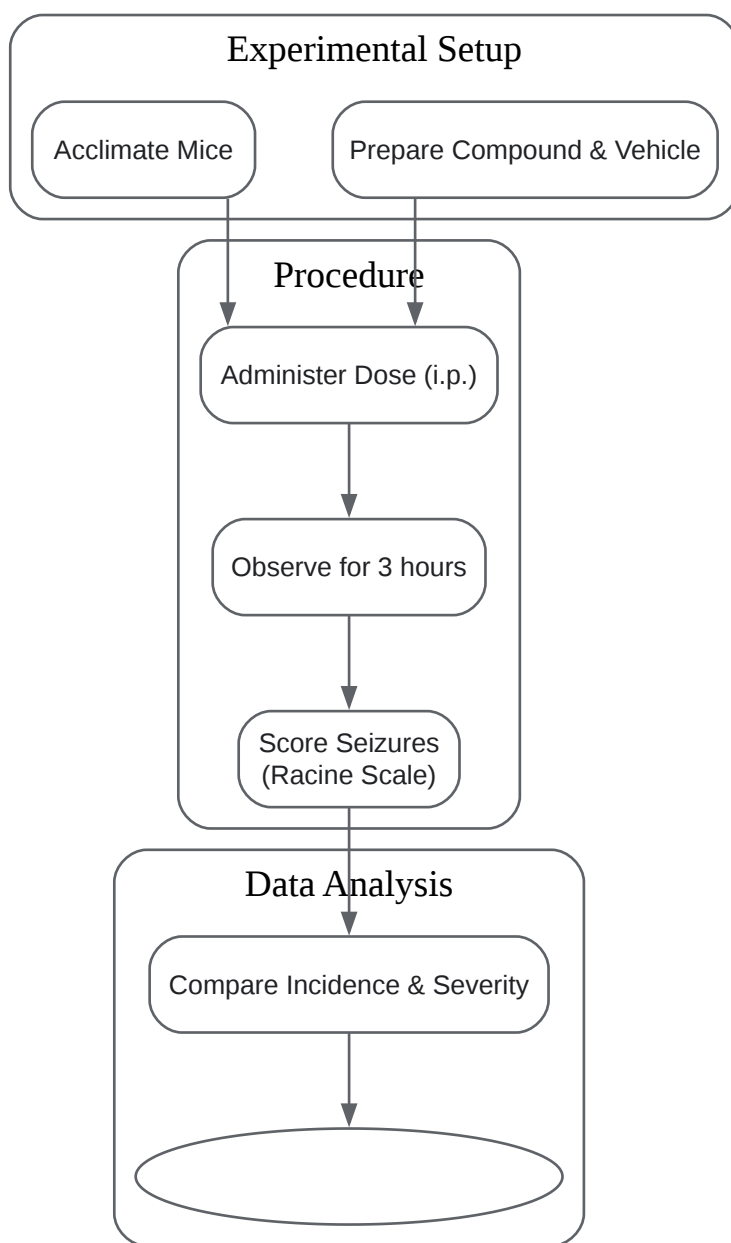 Experimental Setup
Acclimate Mice
Prepare Compound & Vehicle
Procedure
Administer Dose (i.p.)
Observe for 3 hours
Score Seizures
(Racine Scale)
Data Analysis
Compare Incidence & Severity